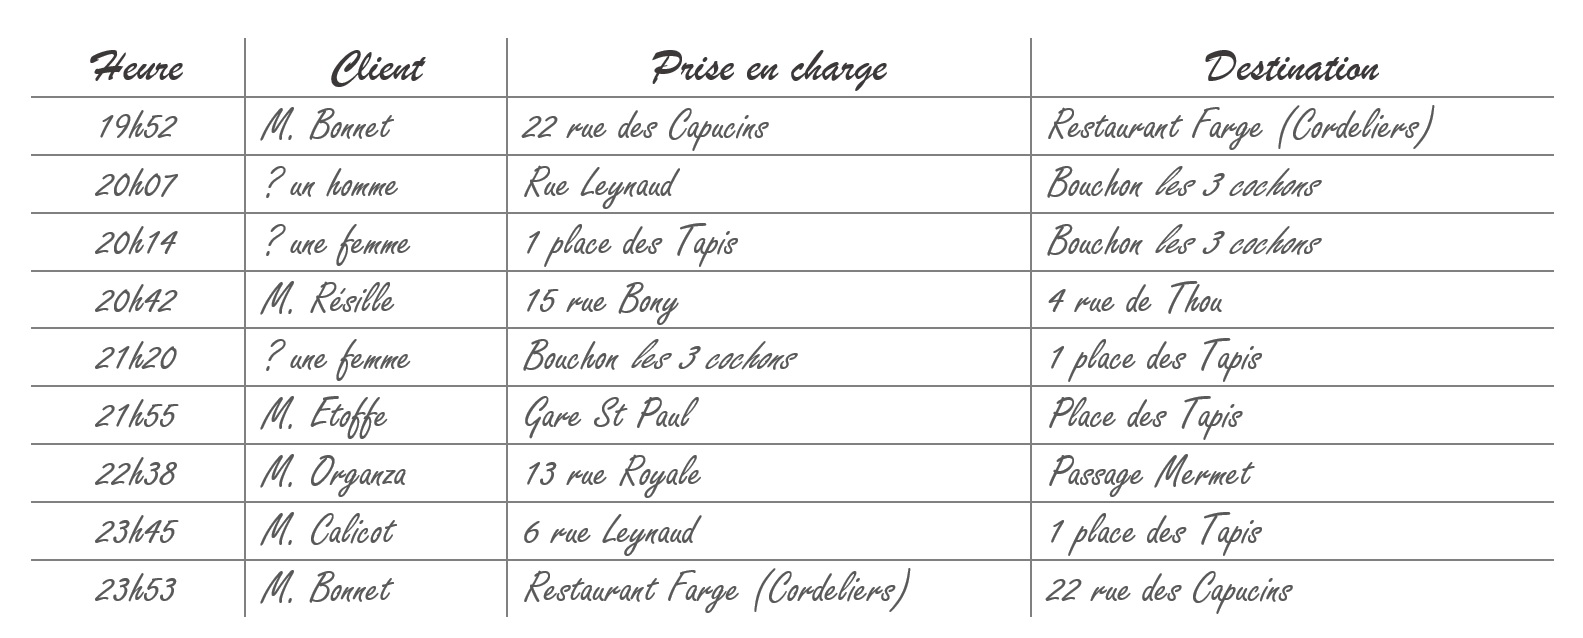 Heure Client Prise en charge Destination
19h52 M. Bonnet 22 rue des Capucins Restaurant Farge (Cordeliers)
20h07 ? un homme Rue Leynaud Bouchon les 3 cochons
20h14 ? une femme 1 place des Tapis Bouchon les 3 cochons
20h42 M. Résille 15 rue Bony 4 rue de Thou
21h20 ? une femme Bouchon les 3 cochons 1 place des Tapis
21h55 M. Etoffe Gare St Paul Place des Tapis
22h38 M. Organza 13 rue Royale Passage Mermet
23h45 M. Calicot 6 rue Leynaud 1 place des Tapis
23h53 M. Bonnet Restaurant Farge (Cordeliers) 22 rue des Capucins